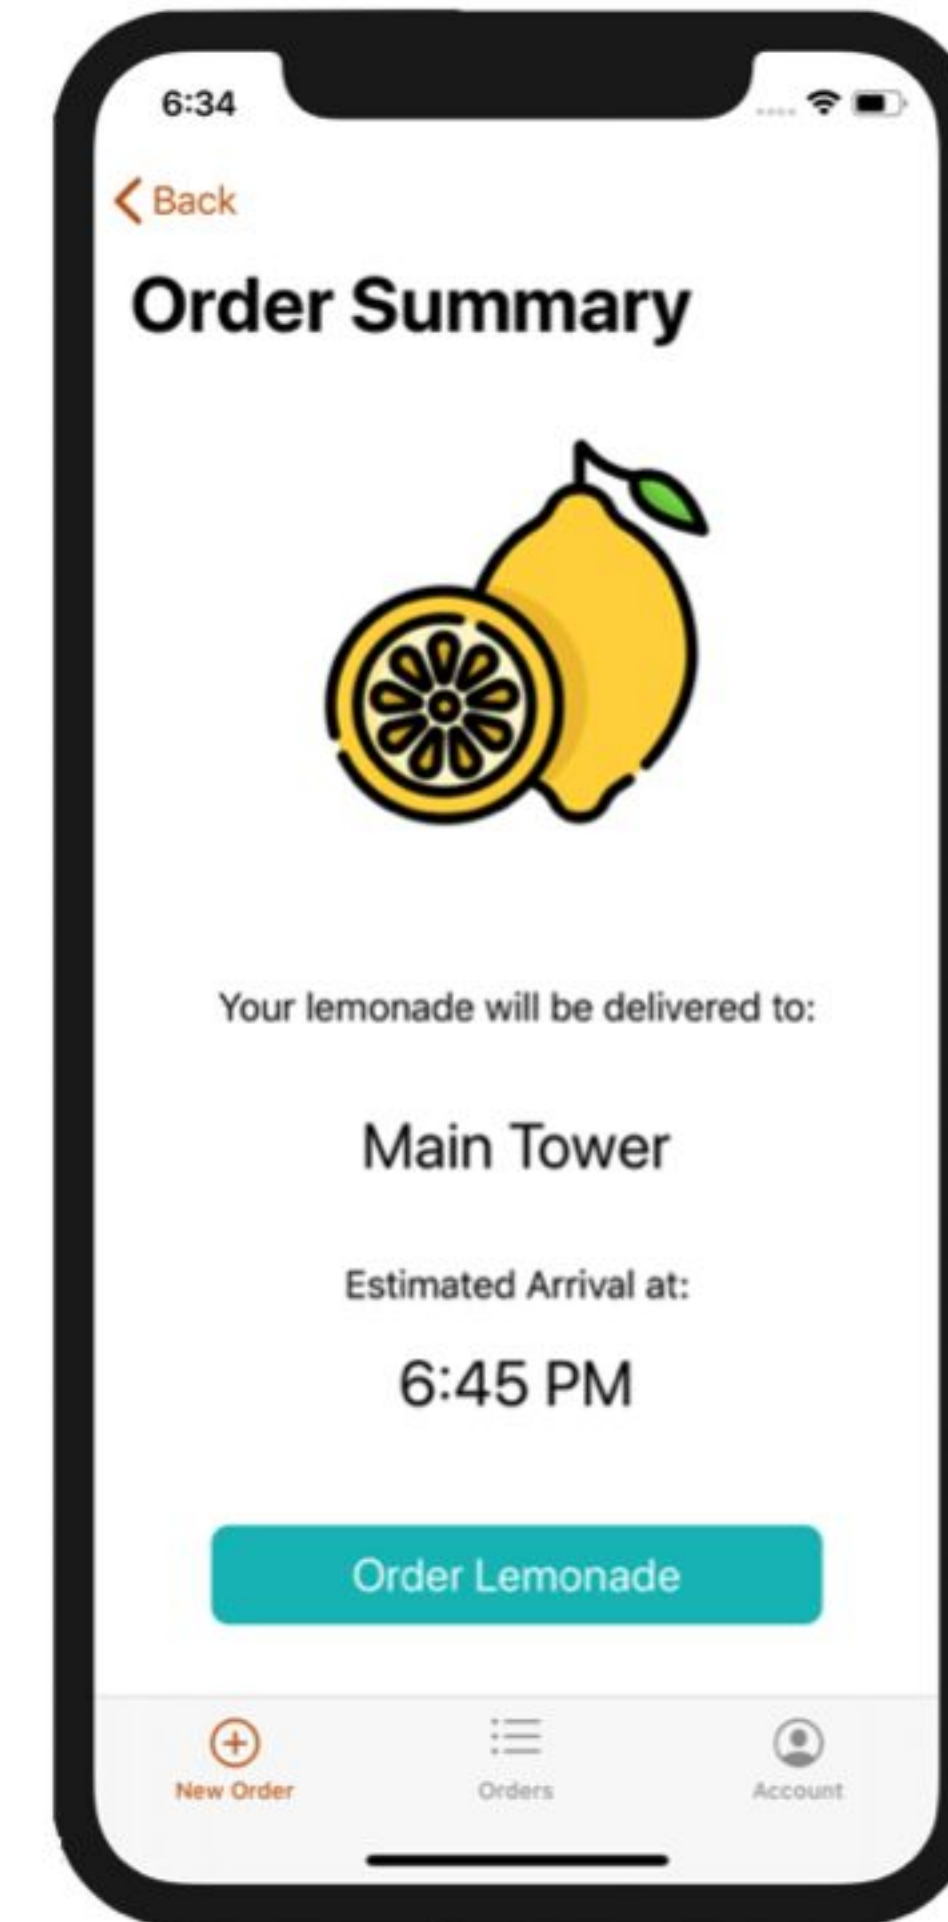 6:34
Back
Order Summary
Your lemonade will be delivered to:
Main Tower
Estimated Arrival at:
6:45 PM
Order Lemonade
New Order
Orders
Account